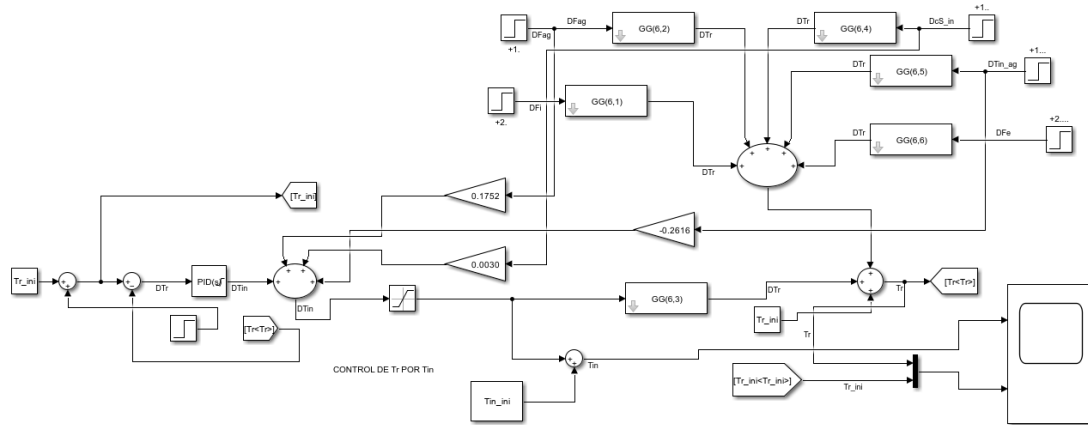 +1.
DFag
DFag
GG(6,2)
DTr
DTr
GG(6,4)
DcS_in
+1..
DTr
GG(6,5)
DTin_ag
+1...
+2.
DFi
GG(6,1)
DTr
DTr
GG(6,6)
DFe
+2....
+
+
+
+
+
[Tr_ini]
0.1752
-0.2616
0.0030
Tr_ini
+
+
+
−
DTr
PID(s)
DTin
+
+
+
+
DTin
[Tr<Tr>]
GG(6,3)
DTr
+
+
+
Tr
[Tr<Tr>]
Tr_ini
Tr
CONTROL DE Tr POR Tin
+
+
Tin
Tin_ini
[Tr_ini<Tr_ini>]
Tr_ini